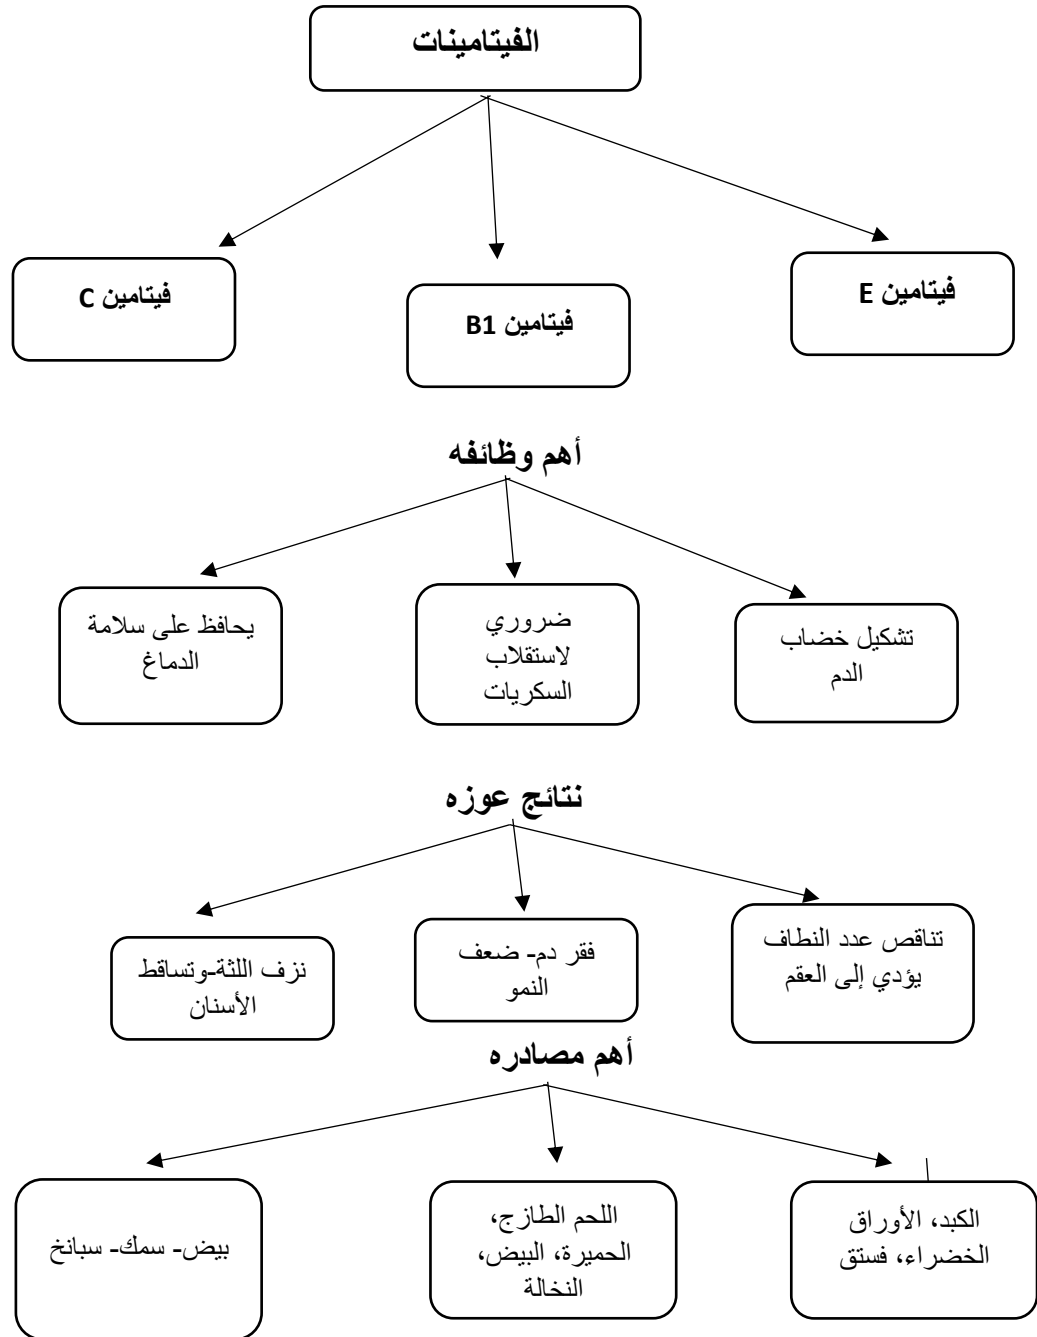 الفيتامينات
فيتامين E
فيتامين B1
فيتامين C
أهم وظائفه
تشكيل خضاب
الدم
ضروري
لاستقلاب
السكريات
يحافظ على سلامة
الدماغ
نتائج عوزه
تناقص عدد النطاف
يؤدي إلى العقم
فقر دم- ضعف
النمو
نزف اللثة-وتساقط
الأسنان
أهم مصادره
الكبد، الأوراق
الخضراء، فستق
اللحم الطازج،
الحميرة، البيض،
النخالة
بيض- سمك- سبانخ